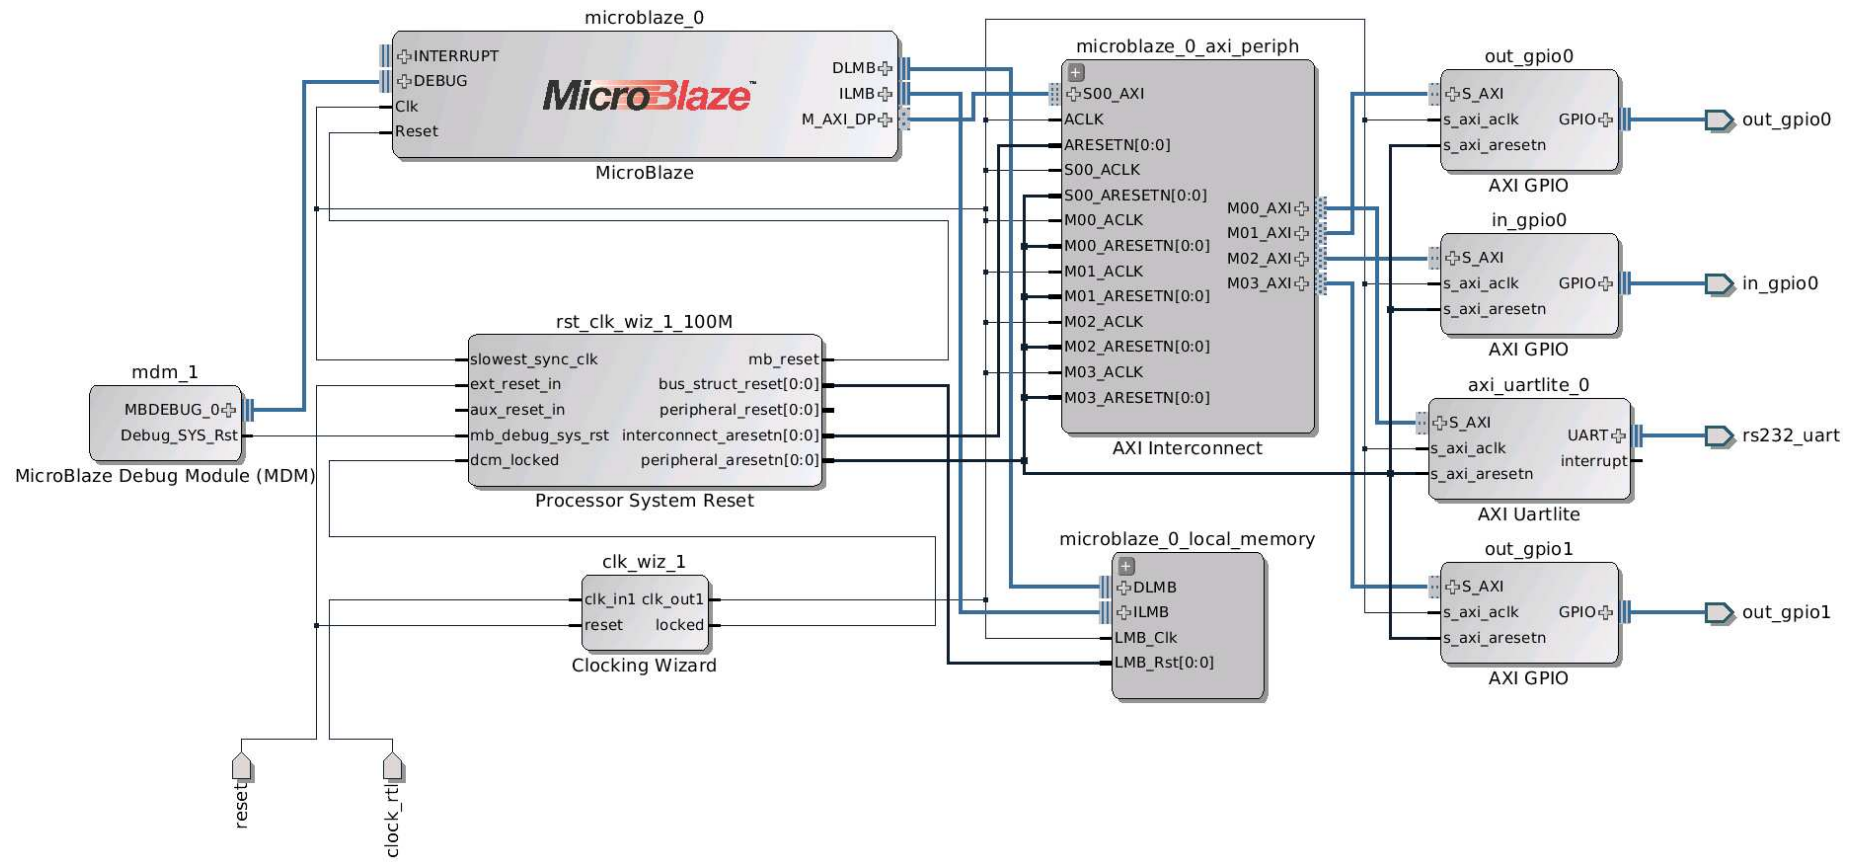 microblaze_0
INTERRUPT
DEBUG
Clk
Reset
MicroBlaze™
DLMB
ILMB
M_AXI_DP
MicroBlaze
microblaze_0_axi_periph
S00_AXI
ACLK
ARESETN[0:0]
S00_ACLK
S00_ARESETN[0:0]
M00_ACLK
M00_ARESETN[0:0]
M01_ACLK
M01_ARESETN[0:0]
M02_ACLK
M02_ARESETN[0:0]
M03_ACLK
M03_ARESETN[0:0]
M00_AXI
M01_AXI
M02_AXI
M03_AXI
AXI Interconnect
out_gpio0
S_AXI
s_axi_aclk
s_axi_aresetn
GPIO
AXI GPIO
out_gpio0
in_gpio0
S_AXI
s_axi_aclk
s_axi_aresetn
GPIO
AXI GPIO
in_gpio0
axi_uartlite_0
S_AXI
s_axi_aclk
s_axi_aresetn
UART
interrupt
AXI Uartlite
rs232_uart
out_gpio1
S_AXI
s_axi_aclk
s_axi_aresetn
GPIO
AXI GPIO
out_gpio1
rst_clk_wiz_1_100M
slowest_sync_clk
ext_reset_in
aux_reset_in
mb_debug_sys_rst
dcm_locked
mb_reset
bus_struct_reset[0:0]
peripheral_reset[0:0]
interconnect_aresetn[0:0]
peripheral_aresetn[0:0]
Processor System Reset
mdm_1
MBDEBUG_0
Debug_SYS_Rst
MicroBlaze Debug Module (MDM)
clk_wiz_1
clk_in1
reset
clk_out1
locked
Clocking Wizard
microblaze_0_local_memory
DLMB
ILMB
LMB_Clk
LMB_Rst[0:0]
reset
clock_rtl